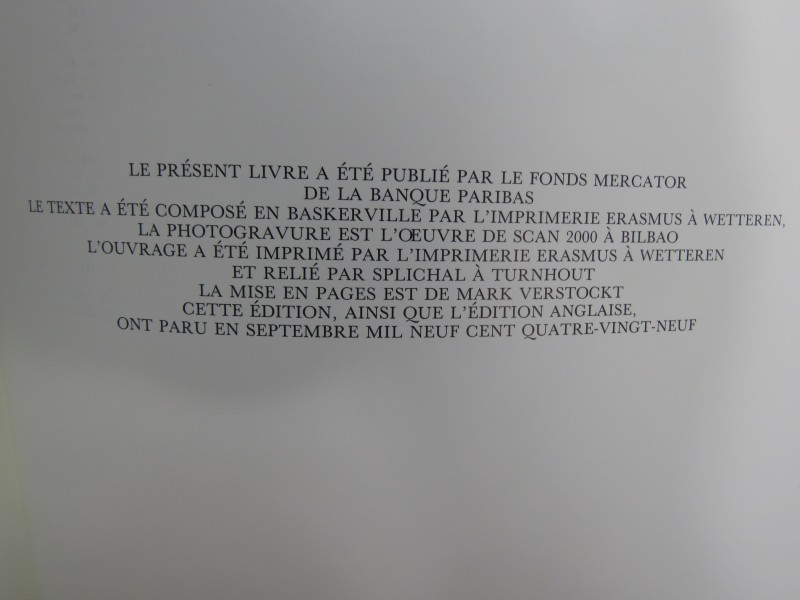 LE PRÉSENT LIVRE A ÉTÉ PUBLIÉ PAR LE FONDS MERCATOR
DE LA BANQUE PARIBAS
LE TEXTE A ÉTÉ COMPOSÉ EN BASKERVILLE PAR L'IMPRIMERIE ERASMUS À WETTEREN,
LA PHOTOGRAVURE EST L'ŒUVRE DE SCAN 2000 À BILBAO
L'OUVRAGE A ÉTÉ IMPRIMÉ PAR L'IMPRIMERIE ERASMUS À WETTEREN
ET RELIÉ PAR SPLICHAL À TURNHOUT
LA MISE EN PAGES EST DE MARK VERSTOCKT
CETTE ÉDITION, AINSI QUE L'ÉDITION ANGLAISE,
ONT PARU EN SEPTEMBRE MIL NEUF CENT QUATRE-VINGT-NEUF